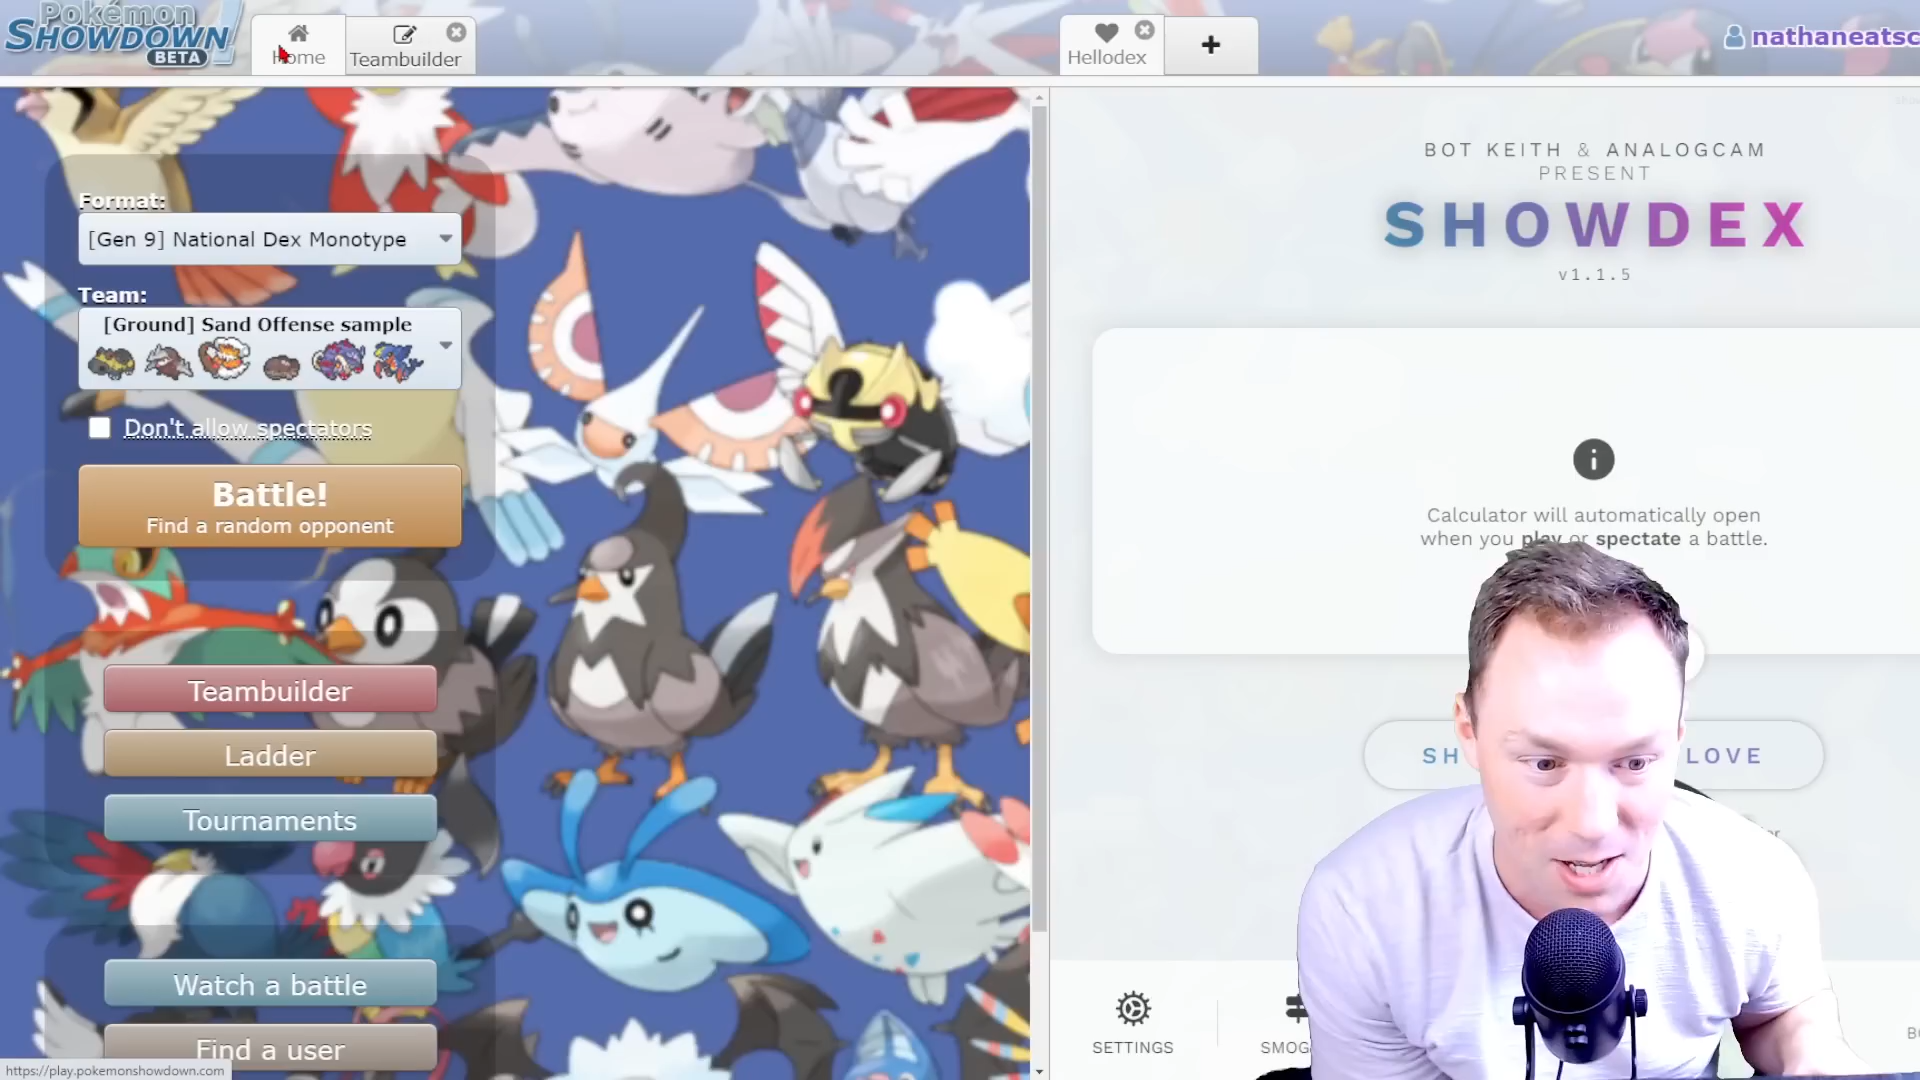 Pokémon
SHOWDOWN!
BETA
Home
Teambuilder
Hellodex
+
nathaneatsc
Format:
[Gen 9] National Dex Monotype
Team:
[Ground] Sand Offense sample
Don't allow spectators
Battle!
Find a random opponent
Teambuilder
Ladder
Tournaments
Watch a battle
Find a user
https://play.pokemonshowdown.com
BOT KEITH & ANALOGCAM
PRESENT
SHOWDEX
v1.1.5
Calculator will automatically open
when you play or spectate a battle.
SH LOVE
SETTINGS
SMOG